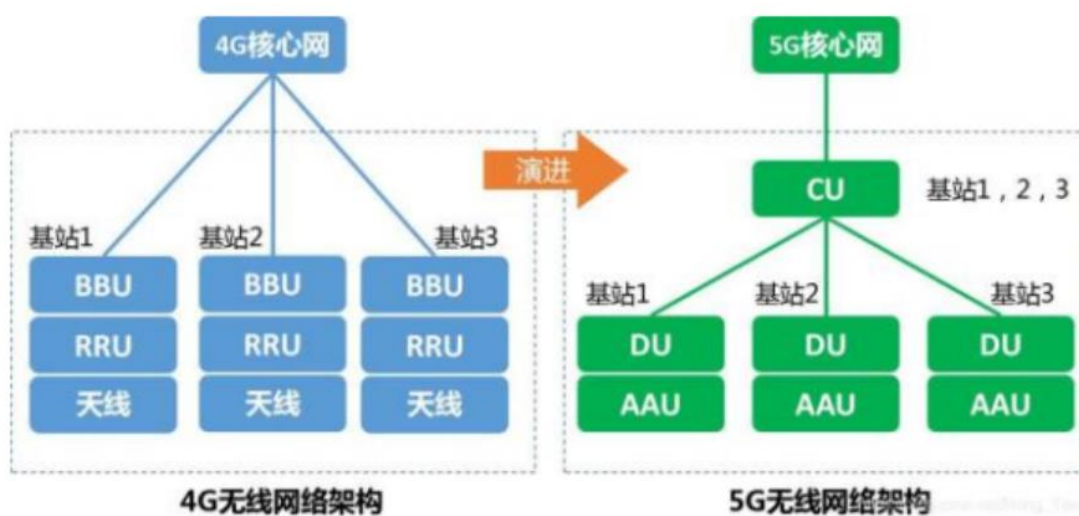 4G核心网
5G核心网
演进
CU
基站1，2，3
基站1
基站2
基站3
BBU
BBU
BBU
RRU
RRU
RRU
天线
天线
天线
基站1
基站2
基站3
DU
DU
DU
AAU
AAU
AAU
4G无线网络架构
5G无线网络架构